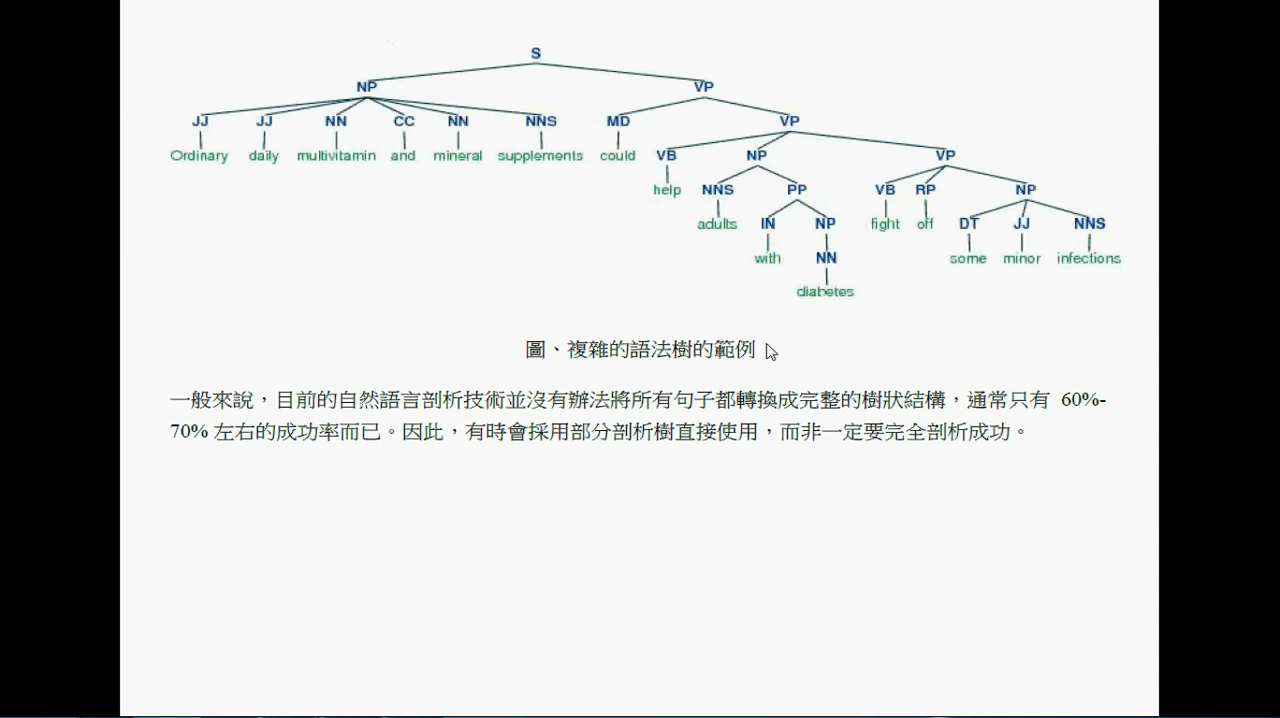 S
NP VP
JJ JJ NN CC NN NNS MD VP
Ordinary daily multivitamin and mineral supplements could VB NP VP
help NNS PP VB RP NP
adults IN NP fight off DT JJ NNS
with NN some minor infections
diabetes
圖、複雜的語法樹的範例
一般來說，目前的自然語言剖析技術並沒有辦法將所有句子都轉換成完整的樹狀結構，通常只有 60%-
70% 左右的成功率而已。因此，有時會採用部分剖析樹直接使用，而非一定要完全剖析成功。